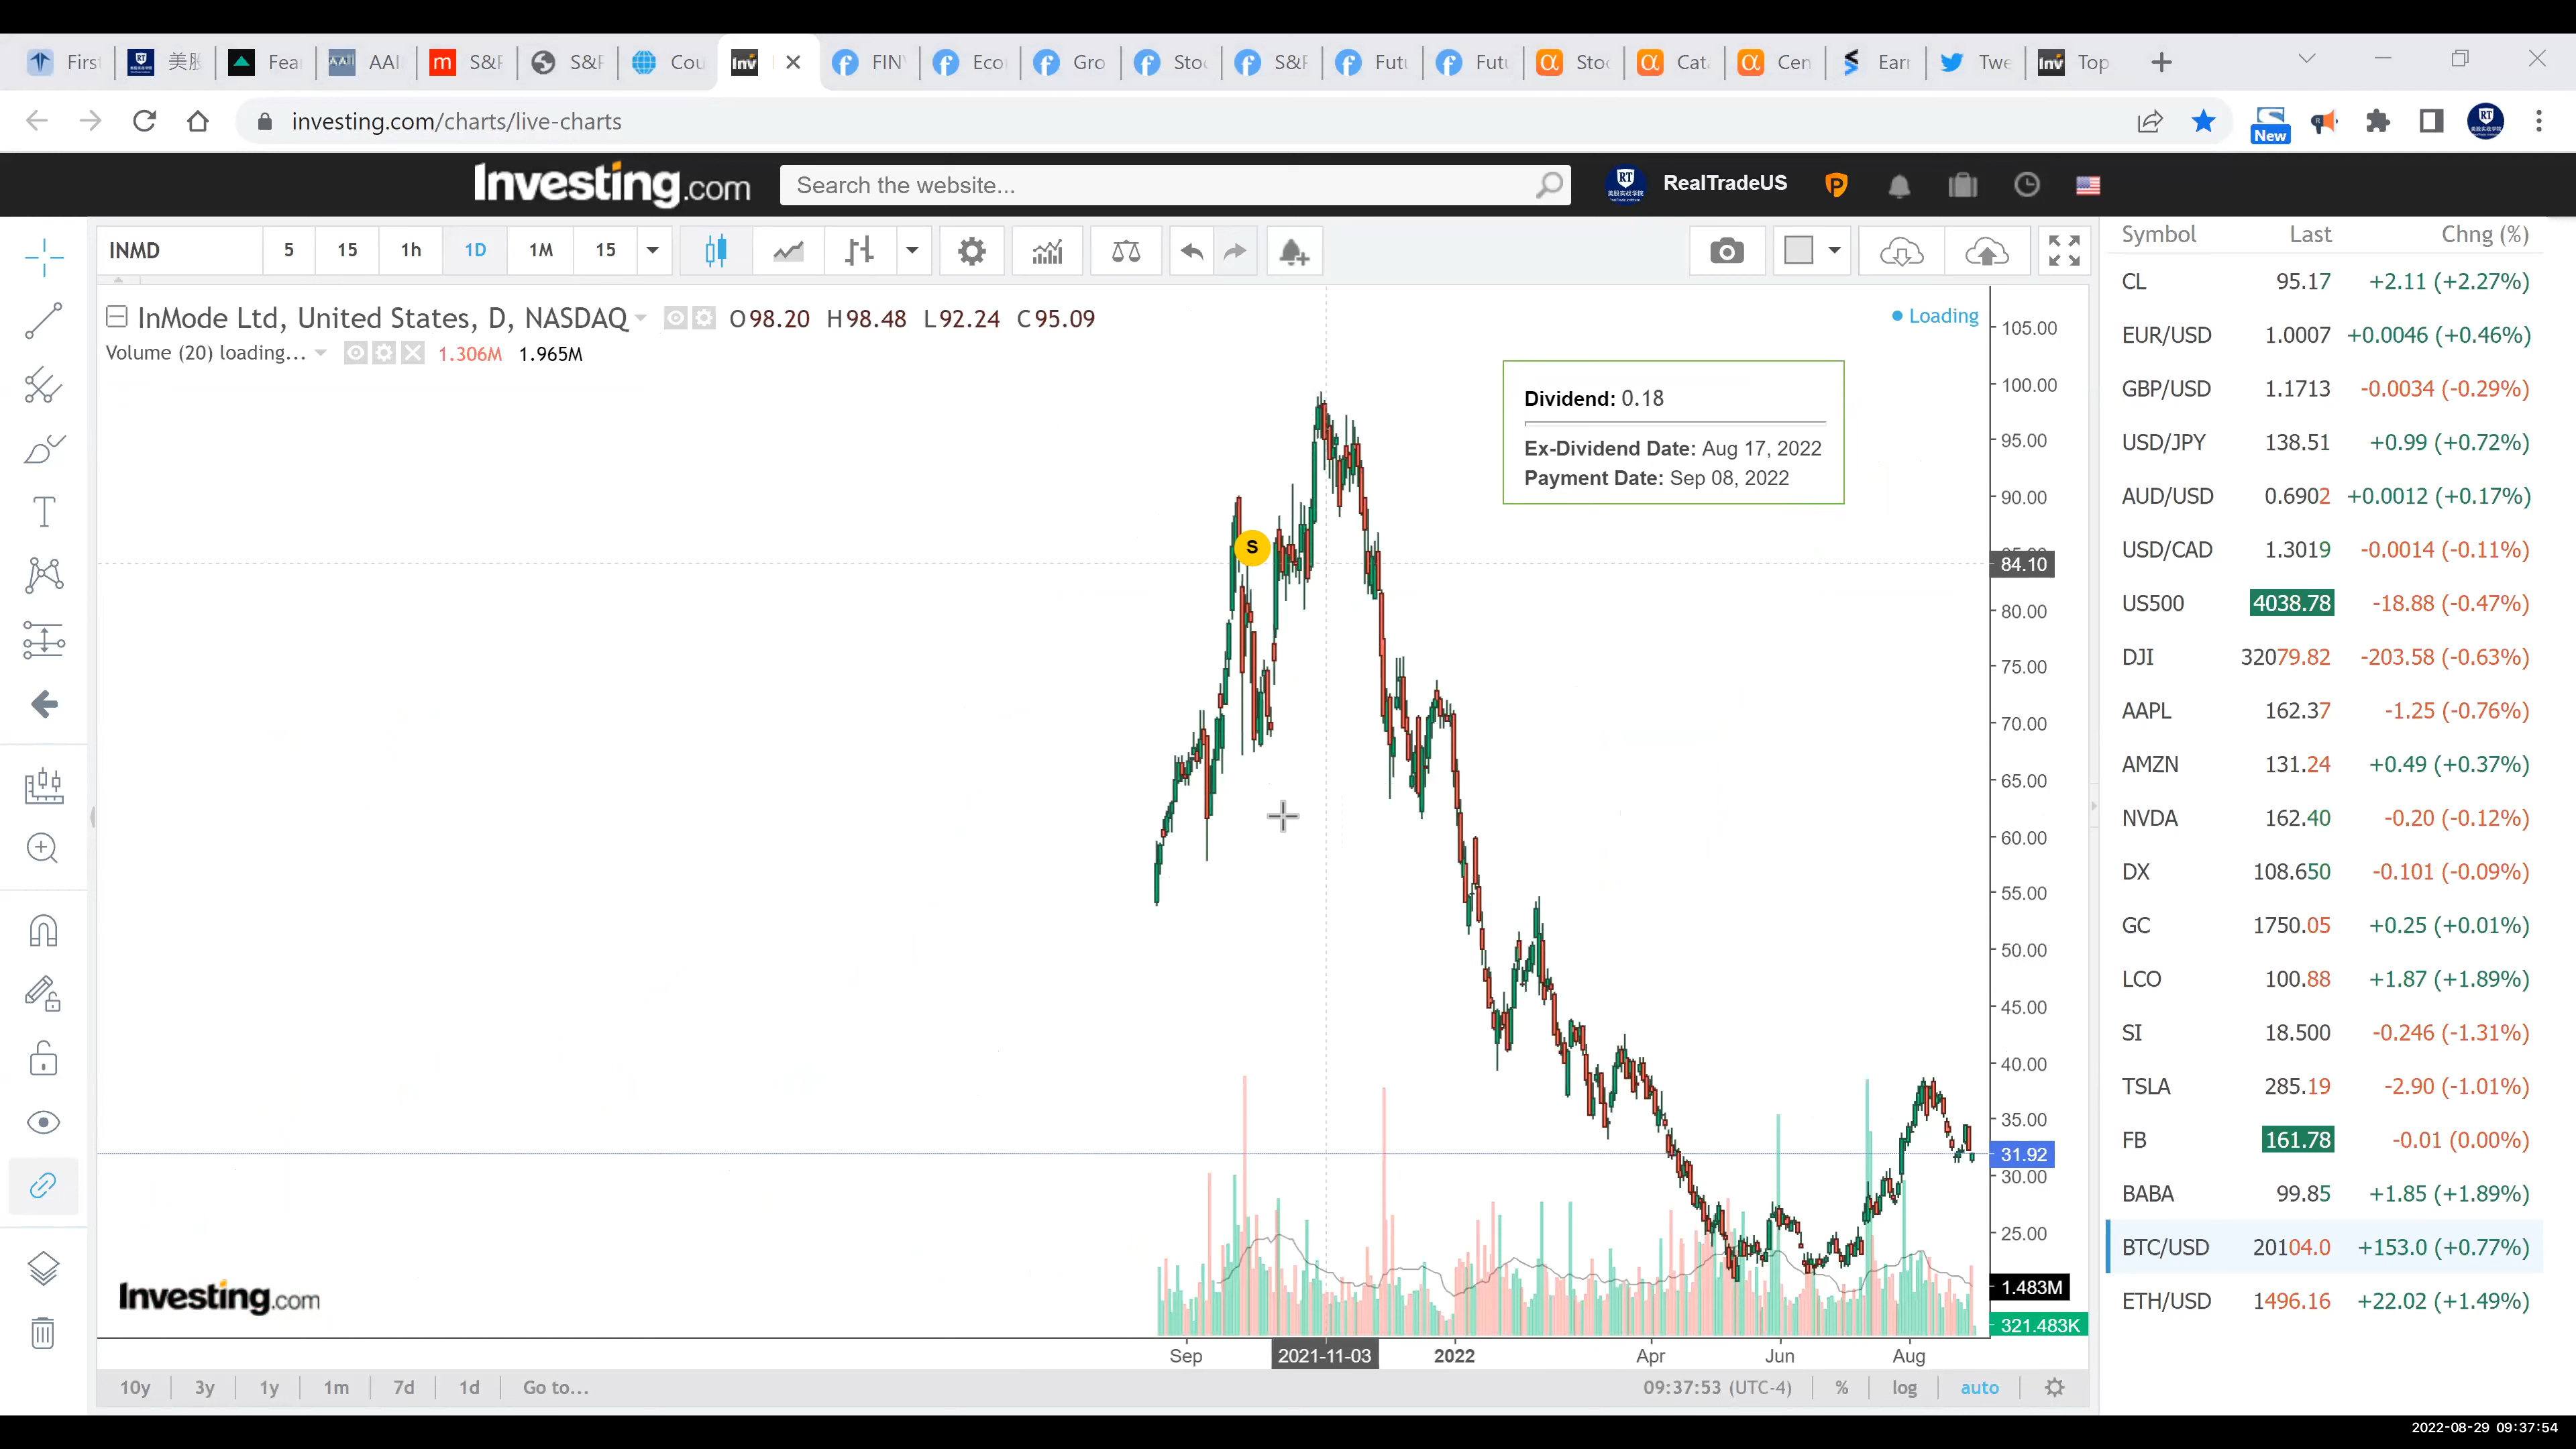 First
美股
Fear
AAI
S&P
S&P
Cou
FIN
Eco
Gro
Sto
S&P
Futu
Futu
Stoc
Cat
Cen
Earr
Twe
Top
investing.com/charts/live-charts
New
Investing.com
Search the website...
RealTradeUS
INMD 5 15 1h 1D 1M 15
InMode Ltd, United States, D, NASDAQ O98.20 H98.48 L92.24 C95.09
Loading
Volume (20) loading... 1.306M 1.965M
Dividend: 0.18
Ex-Dividend Date: Aug 17, 2022
Payment Date: Sep 08, 2022
S
105.00
100.00
95.00
90.00
84.10
80.00
75.00
70.00
65.00
60.00
55.00
50.00
45.00
40.00
35.00
31.92
30.00
25.00
1.483M
321.483K
Investing.com
Sep 2021-11-03 2022 Apr Jun Aug
10y 3y 1y 1m 7d 1d Go to... 09:37:53 (UTC-4) % log auto
Symbol Last Chng (%)
CL 95.17 +2.11 (+2.27%)
EUR/USD 1.0007 +0.0046 (+0.46%)
GBP/USD 1.1713 -0.0034 (-0.29%)
USD/JPY 138.51 +0.99 (+0.72%)
AUD/USD 0.6902 +0.0012 (+0.17%)
USD/CAD 1.3019 -0.0014 (-0.11%)
US500 4038.78 -18.88 (-0.47%)
DJI 32079.82 -203.58 (-0.63%)
AAPL 162.37 -1.25 (-0.76%)
AMZN 131.24 +0.49 (+0.37%)
NVDA 162.40 -0.20 (-0.12%)
DX 108.650 -0.101 (-0.09%)
GC 1750.05 +0.25 (+0.01%)
LCO 100.88 +1.87 (+1.89%)
SI 18.500 -0.246 (-1.31%)
TSLA 285.19 -2.90 (-1.01%)
FB 161.78 -0.01 (0.00%)
BABA 99.85 +1.85 (+1.89%)
BTC/USD 20104.0 +153.0 (+0.77%)
ETH/USD 1496.16 +22.02 (+1.49%)
2022-08-29 09:37:54